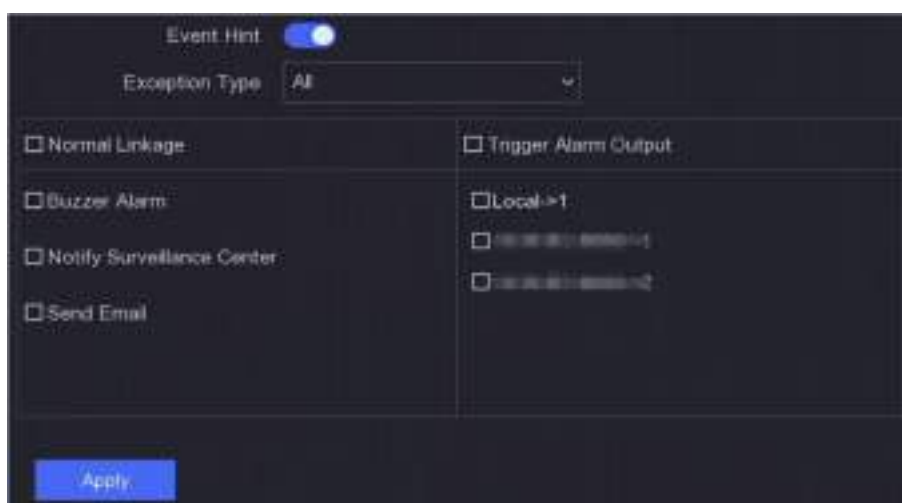 Event Hint
Exception Type All
Normal Linkage
Trigger Alarm Output
Buzzer Alarm
Local->1
Notify Surveillance Center
Send Email
Apply